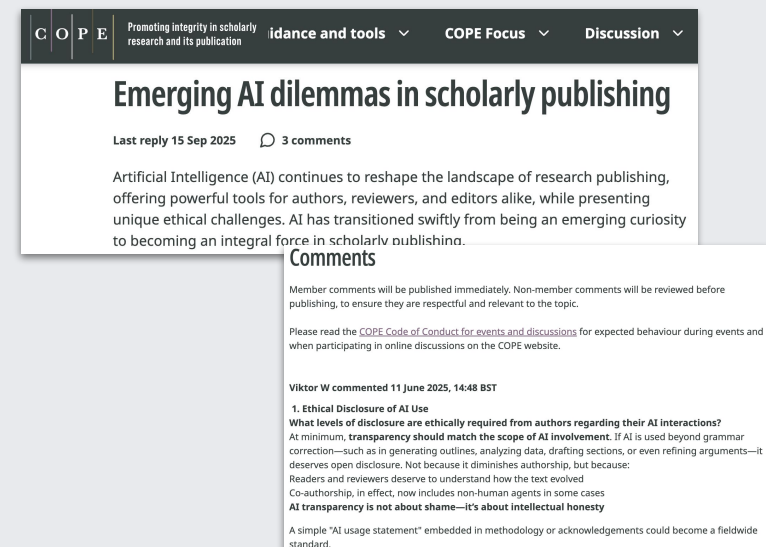 COPE
Promoting integrity in scholarly
research and its publication
idance and tools
COPE Focus
Discussion
Emerging AI dilemmas in scholarly publishing
Last reply 15 Sep 2025
3 comments
Artificial Intelligence (AI) continues to reshape the landscape of research publishing,
offering powerful tools for authors, reviewers, and editors alike, while presenting
unique ethical challenges. AI has transitioned swiftly from being an emerging curiosity
to becoming an integral force in scholarly publishing.
Comments
Member comments will be published immediately. Non-member comments will be reviewed before
publishing, to ensure they are respectful and relevant to the topic.
Please read the COPE Code of Conduct for events and discussions for expected behaviour during events and
when participating in online discussions on the COPE website.
Viktor W commented 11 June 2025, 14:48 BST
1. Ethical Disclosure of AI Use
What levels of disclosure are ethically required from authors regarding their AI interactions?
At minimum, transparency should match the scope of AI involvement. If AI is used beyond grammar
correction—such as in generating outlines, analyzing data, drafting sections, or even refining arguments—it
deserves open disclosure. Not because it diminishes authorship, but because:
Readers and reviewers deserve to understand how the text evolved
Co-authorship, in effect, now includes non-human agents in some cases
AI transparency is not about shame—it's about intellectual honesty
A simple "AI usage statement" embedded in methodology or acknowledgements could become a fieldwide
standard.